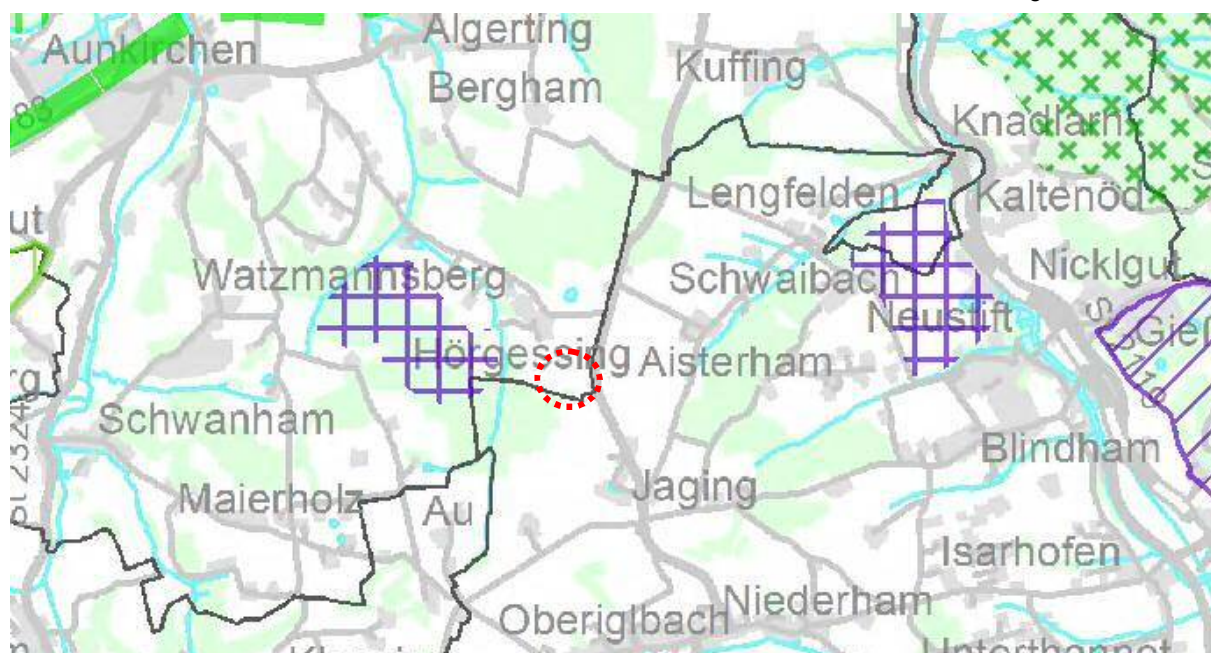 Aunkirchen
Algerting
Bergham
Kuffing
Knadlarn
Lengfelden
Kaltenöd
ut
Watzmannsberg
Schwaibach
Nicklgut
Neustift
Hörgessing
Aisterham
Schwanham
Blindham
Maierholz
Au
Jaging
Isarhofen
Oberiglbach
Niederham